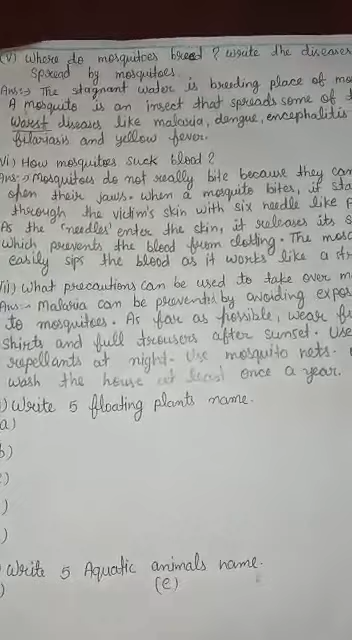 (v) Where do mosquitoes breed ? Write the diseases
spread by mosquitoes.
Ans:→ The stagnant water is breeding place of
A mosquito is an insect that spreads some of
worst diseases like malaria, dengue, encephalitis
filariasis and yellow fever.
vi) How mosquitoes suck blood ?
Ans:→ Mosquitoes do not really bite because they
open their jaws. When a mosquito bites, it
through the victim's skin with six needle like
As the 'needles' enter the skin, it releases its
which prevents the blood from clotting. The
easily sips the blood as it works like a
vii) What precautions can be used to take over
Ans:- Malaria can be prevented by avoiding
to mosquitoes. As far as possible, wear
shirts and full trousers after sunset. Use
repellants at night. Use mosquito nets.
wash the house at least once a year.
) Write 5 floating plants name.
a)
b)
)
)
)
Write 5 Aquatic animals name.
) (e)